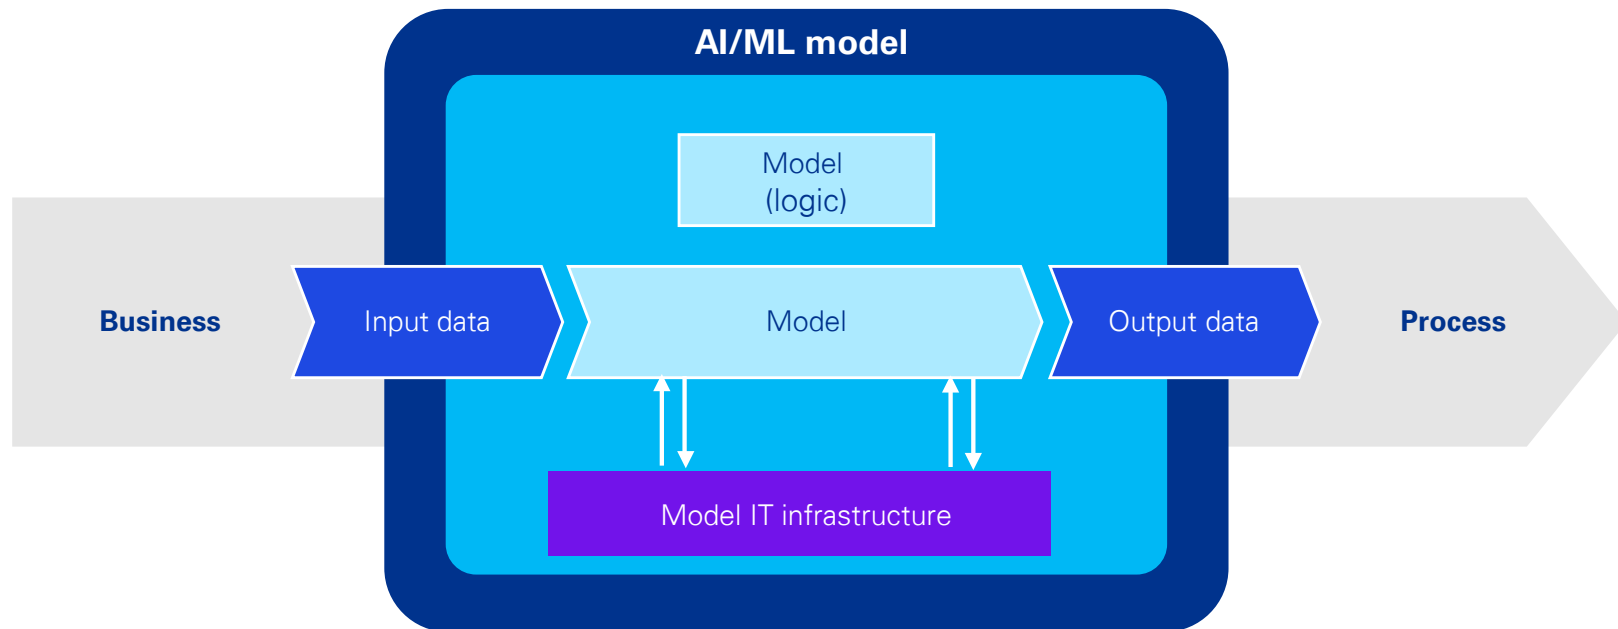 AI/ML model
Model
(logic)
Business
Input data
Model
Output data
Process
Model IT infrastructure